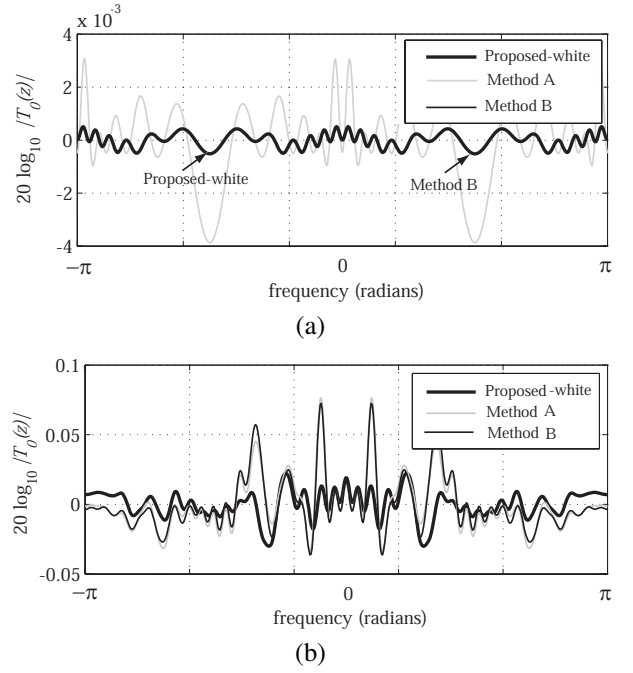 x 10⁻³
4
2
0
−2
−4
20 log₁₀ |T₀(z)|
Proposed-white
Method A
Method B
Proposed-white
Method B
−π
0
π
frequency (radians)
(a)
0.1
0.05
0
-0.05
20 log₁₀ |T₀(z)|
Proposed -white
Method A
Method B
−π
0
π
frequency (radians)
(b)